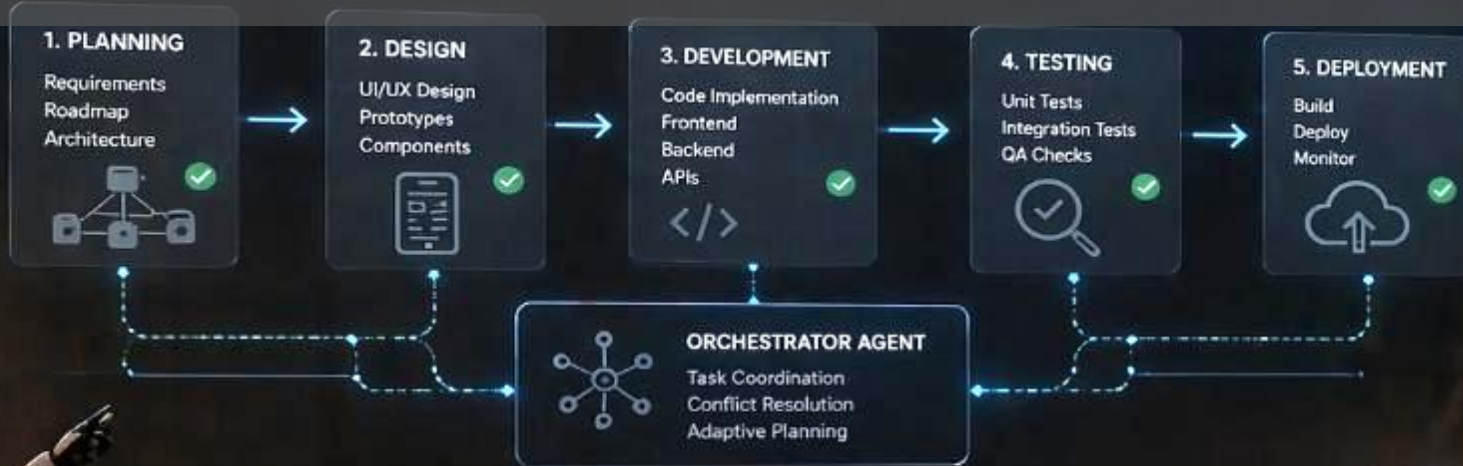 1. PLANNING
Requirements
Roadmap
Architecture
2. DESIGN
UI/UX Design
Prototypes
Components
3. DEVELOPMENT
Code Implementation
Frontend
Backend
APIs
</>
4. TESTING
Unit Tests
Integration Tests
QA Checks
5. DEPLOYMENT
Build
Deploy
Monitor
ORCHESTRATOR AGENT
Task Coordination
Conflict Resolution
Adaptive Planning